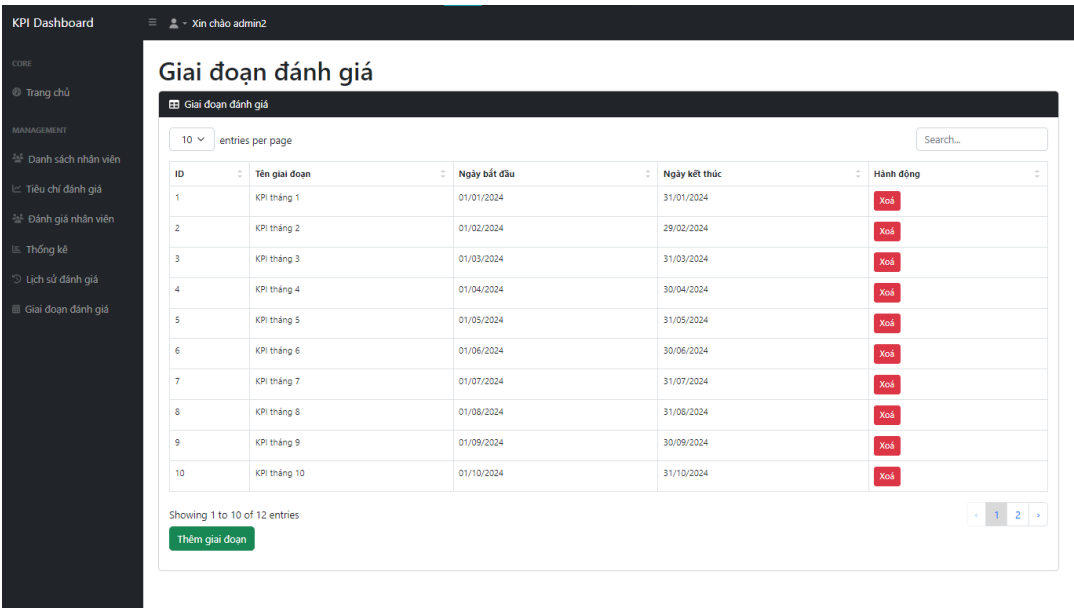 KPI Dashboard
Xin chào admin2
CORE
Trang chủ
MANAGEMENT
Danh sách nhân viên
Tiêu chí đánh giá
Đánh giá nhân viên
Thống kê
Lịch sử đánh giá
Giai đoạn đánh giá
Giai đoạn đánh giá
Giai đoạn đánh giá
10 entries per page Search...
ID Tên giai đoạn Ngày bắt đầu Ngày kết thúc Hành động
1 KPI tháng 1 01/01/2024 31/01/2024 Xoá
2 KPI tháng 2 01/02/2024 29/02/2024 Xoá
3 KPI tháng 3 01/03/2024 31/03/2024 Xoá
4 KPI tháng 4 01/04/2024 30/04/2024 Xoá
5 KPI tháng 5 01/05/2024 31/05/2024 Xoá
6 KPI tháng 6 01/06/2024 30/06/2024 Xoá
7 KPI tháng 7 01/07/2024 31/07/2024 Xoá
8 KPI tháng 8 01/08/2024 31/08/2024 Xoá
9 KPI tháng 9 01/09/2024 30/09/2024 Xoá
10 KPI tháng 10 01/10/2024 31/10/2024 Xoá
Showing 1 to 10 of 12 entries ‹ 1 2 ›
Thêm giai đoạn